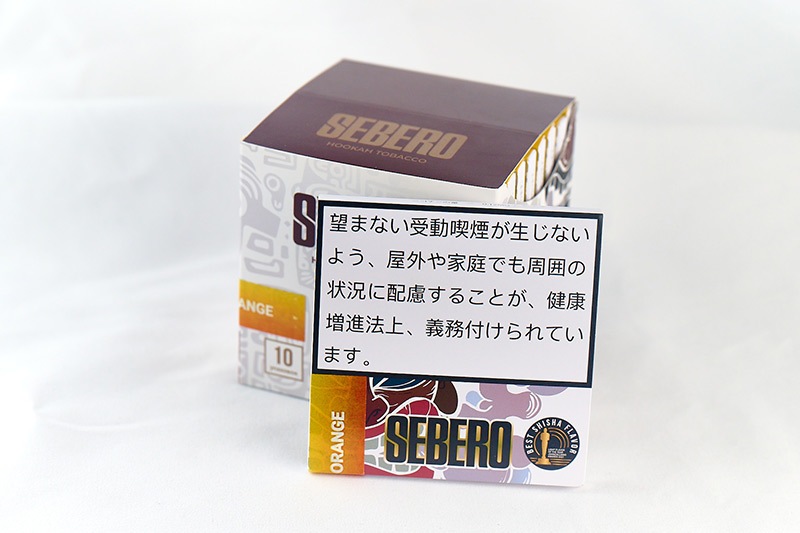 SEBERO
HOOKAH TOBACCO
ANGE
10
望まない受動喫煙が生じない
よう、屋外や家庭でも周囲の
状況に配慮することが、健康
増進法上、義務付けられてい
ます。
ORANGE
SEBERO
BEST SHISHA FLAVOR